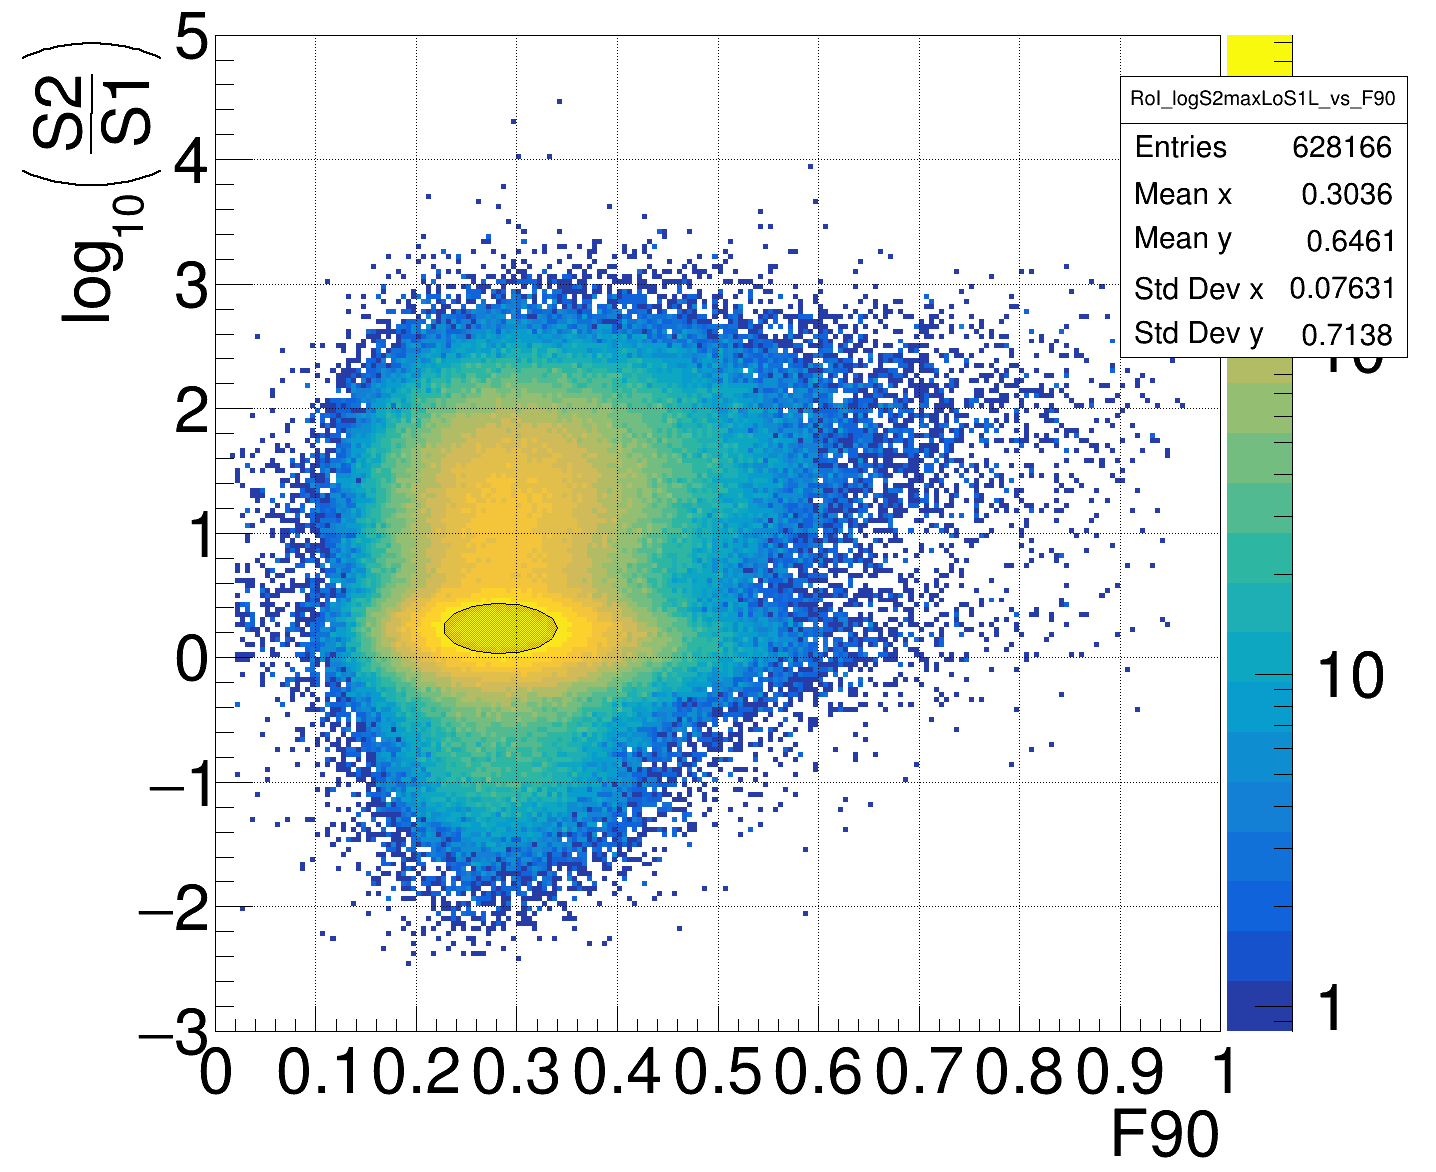 log10 (S2/S1)
5
4
3
2
1
0
−1
−2
−3
0 0.1 0.2 0.3 0.4 0.5 0.6 0.7 0.8 0.9 1
F90
RoI_logS2maxLoS1L_vs_F90
Entries 628166
Mean x 0.3036
Mean y 0.6461
Std Dev x 0.07631
Std Dev y 0.7138
10
1